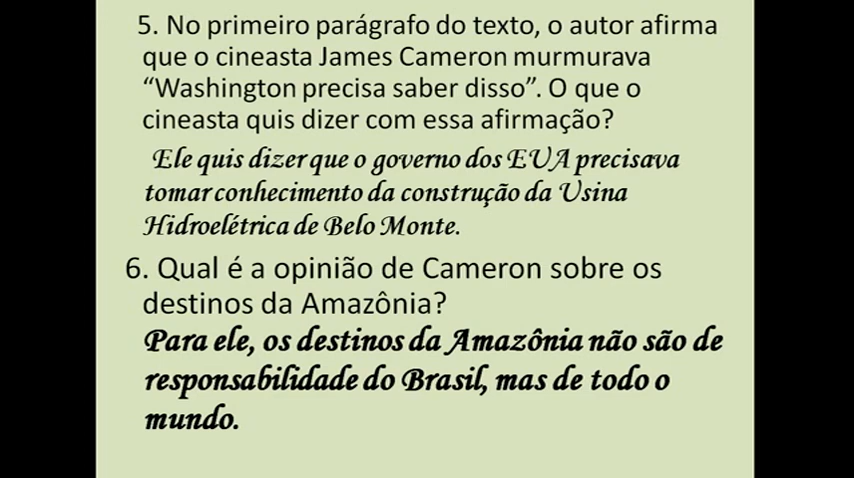 5. No primeiro parágrafo do texto, o autor afirma
que o cineasta James Cameron murmurava
“Washington precisa saber disso”. O que o
cineasta quis dizer com essa afirmação?
Ele quis dizer que o governo dos EUA precisava
tomar conhecimento da construção da Usina
Hidroelétrica de Belo Monte.
6. Qual é a opinião de Cameron sobre os
destinos da Amazônia?
Para ele, os destinos da Amazônia não são de
responsabilidade do Brasil, mas de todo o
mundo.